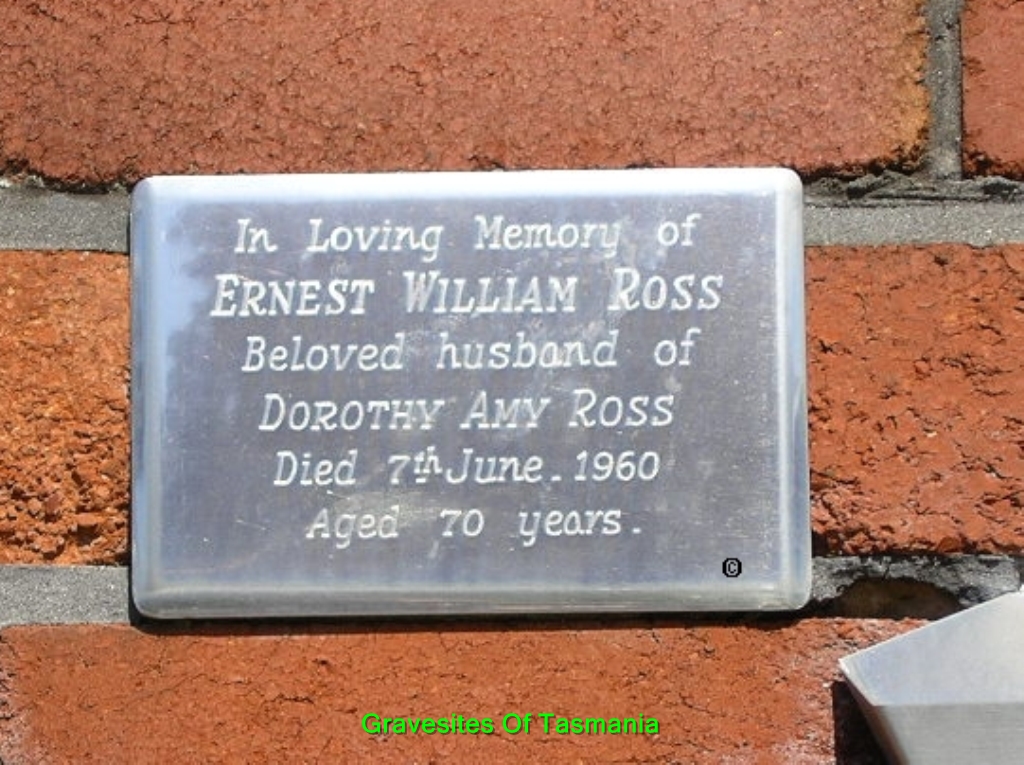 In Loving Memory of
ERNEST WILLIAM ROSS
Beloved husband of
DOROTHY AMY ROSS
Died 7th June. 1960
Aged 70 years.
©
Gravesites Of Tasmania